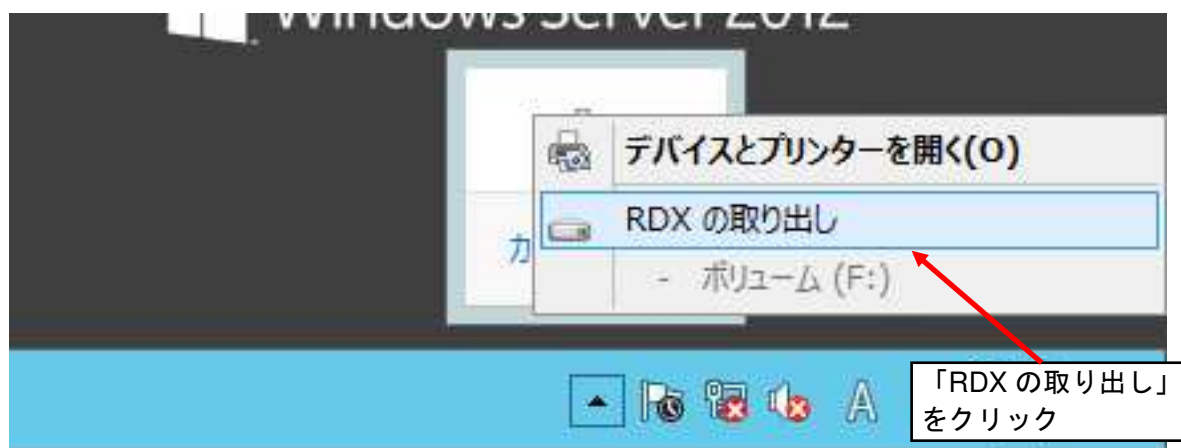 Windows Server 2012
デバイスとプリンターを開く(O)
RDX の取り出し
カ
- ボリューム (F:)
A
「RDX の取り出し」
をクリック